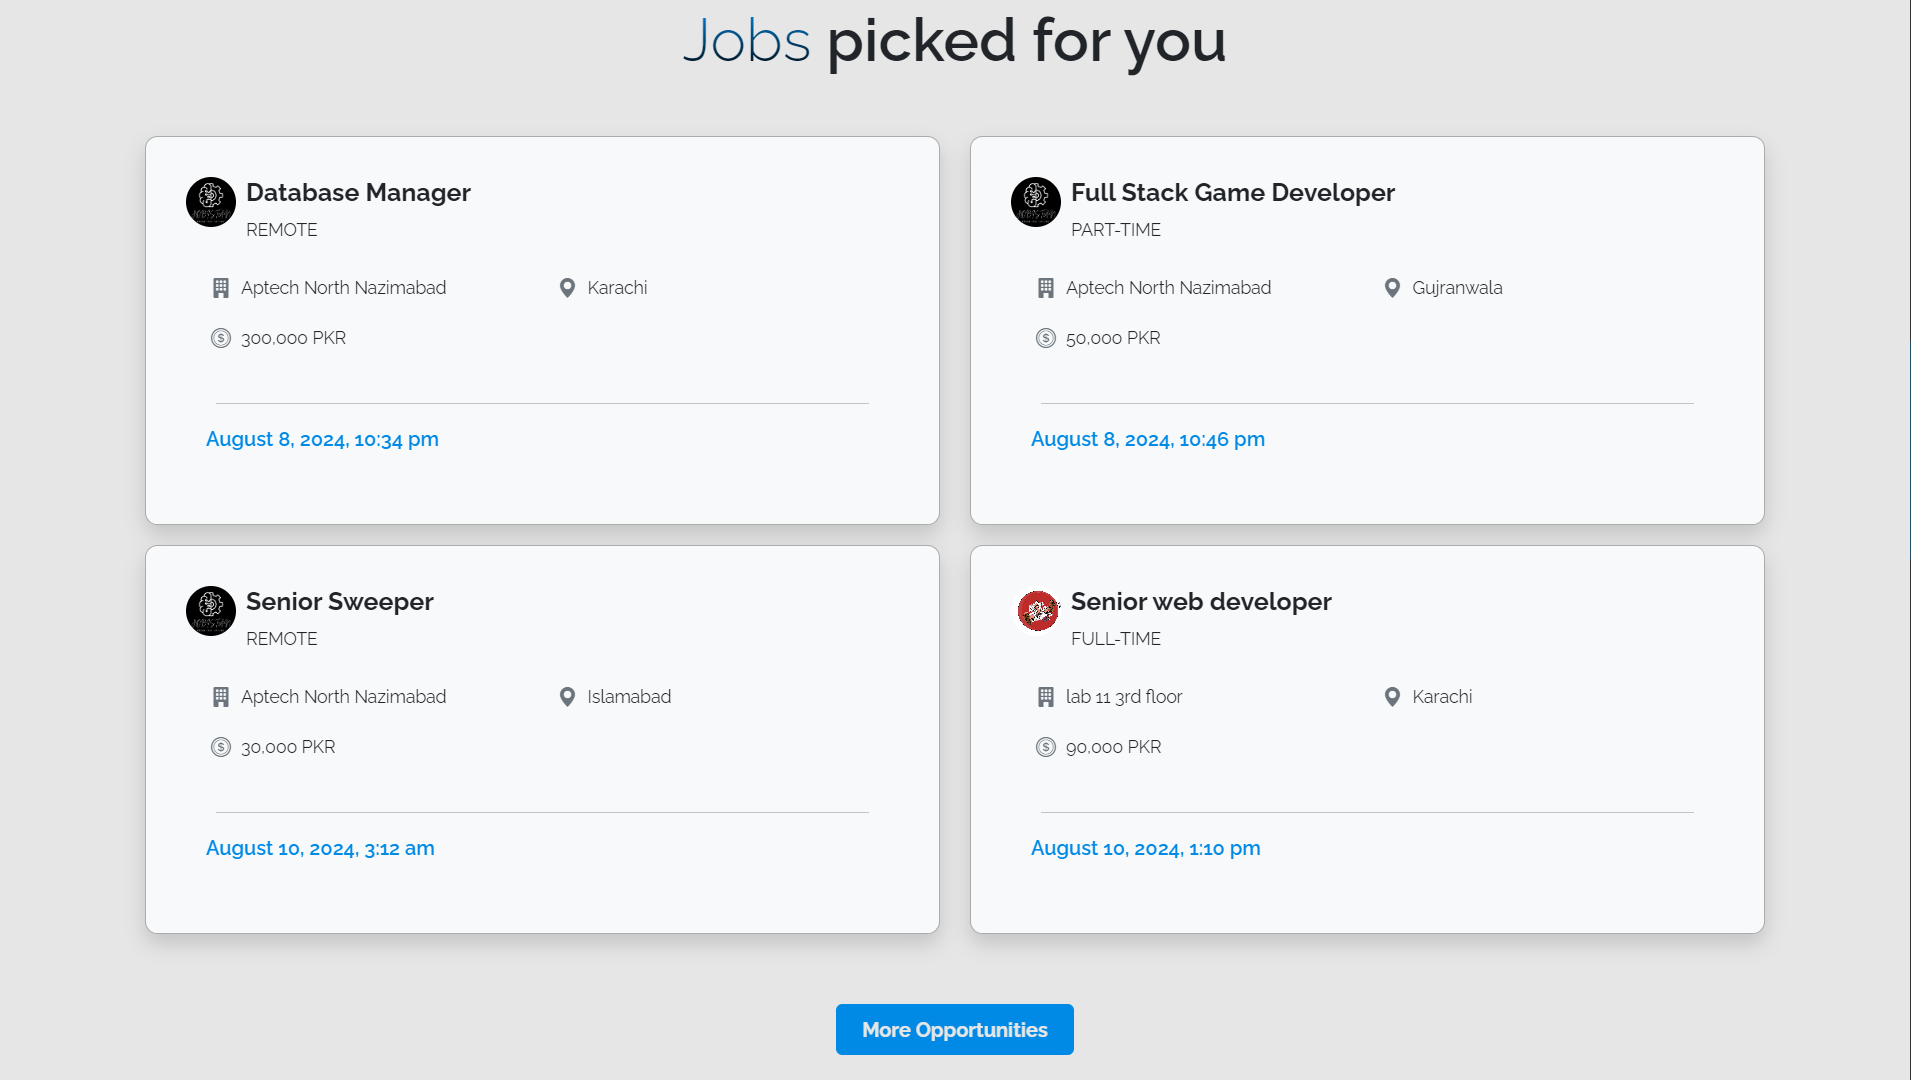 Jobs picked for you
Database Manager
REMOTE
Aptech North Nazimabad
Karachi
300,000 PKR
August 8, 2024, 10:34 pm
Full Stack Game Developer
PART-TIME
Aptech North Nazimabad
Gujranwala
50,000 PKR
August 8, 2024, 10:46 pm
Senior Sweeper
REMOTE
Aptech North Nazimabad
Islamabad
30,000 PKR
August 10, 2024, 3:12 am
Senior web developer
FULL-TIME
lab 11 3rd floor
Karachi
90,000 PKR
August 10, 2024, 1:10 pm
More Opportunities